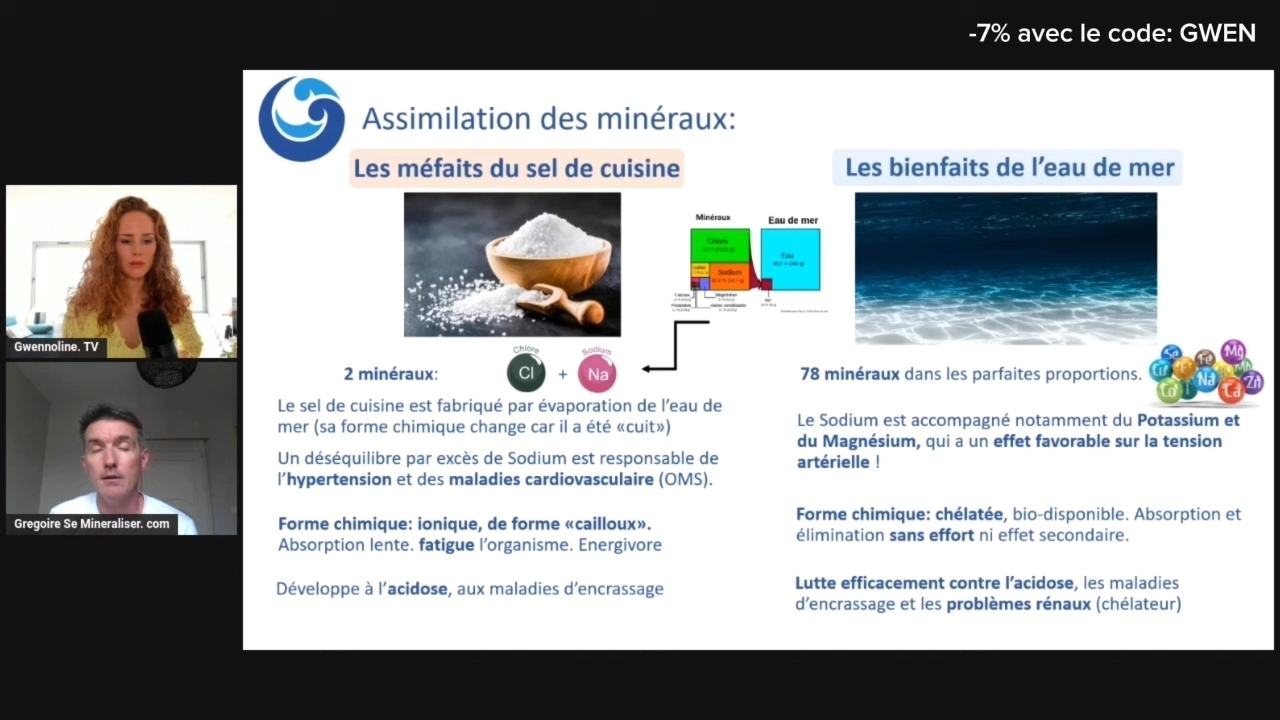 -7% avec le code: GWEN
Assimilation des minéraux:
Les méfaits du sel de cuisine
Les bienfaits de l'eau de mer
Minéraux
Eau de mer
Chlore
Sodium
Eau
Gwennoline. TV
Gregoire Se Mineraliser. com
2 minéraux:
Chlore
Cl
+
Sodium
Na
Le sel de cuisine est fabriqué par évaporation de l'eau de
mer (sa forme chimique change car il a été «cuit»)
Un déséquilibre par excès de Sodium est responsable de
l'hypertension et des maladies cardiovasculaire (OMS).
Forme chimique: ionique, de forme «cailloux».
Absorption lente. fatigue l'organisme. Energivore
Développe à l'acidose, aux maladies d'encrassage
78 minéraux dans les parfaites proportions.
Fe
Mg
Na
Zn
Ca
Le Sodium est accompagné notamment du Potassium et
du Magnésium, qui a un effet favorable sur la tension
artérielle !
Forme chimique: chélatée, bio-disponible. Absorption et
élimination sans effort ni effet secondaire.
Lutte efficacement contre l'acidose, les maladies
d'encrassage et les problèmes rénaux (chélateur)